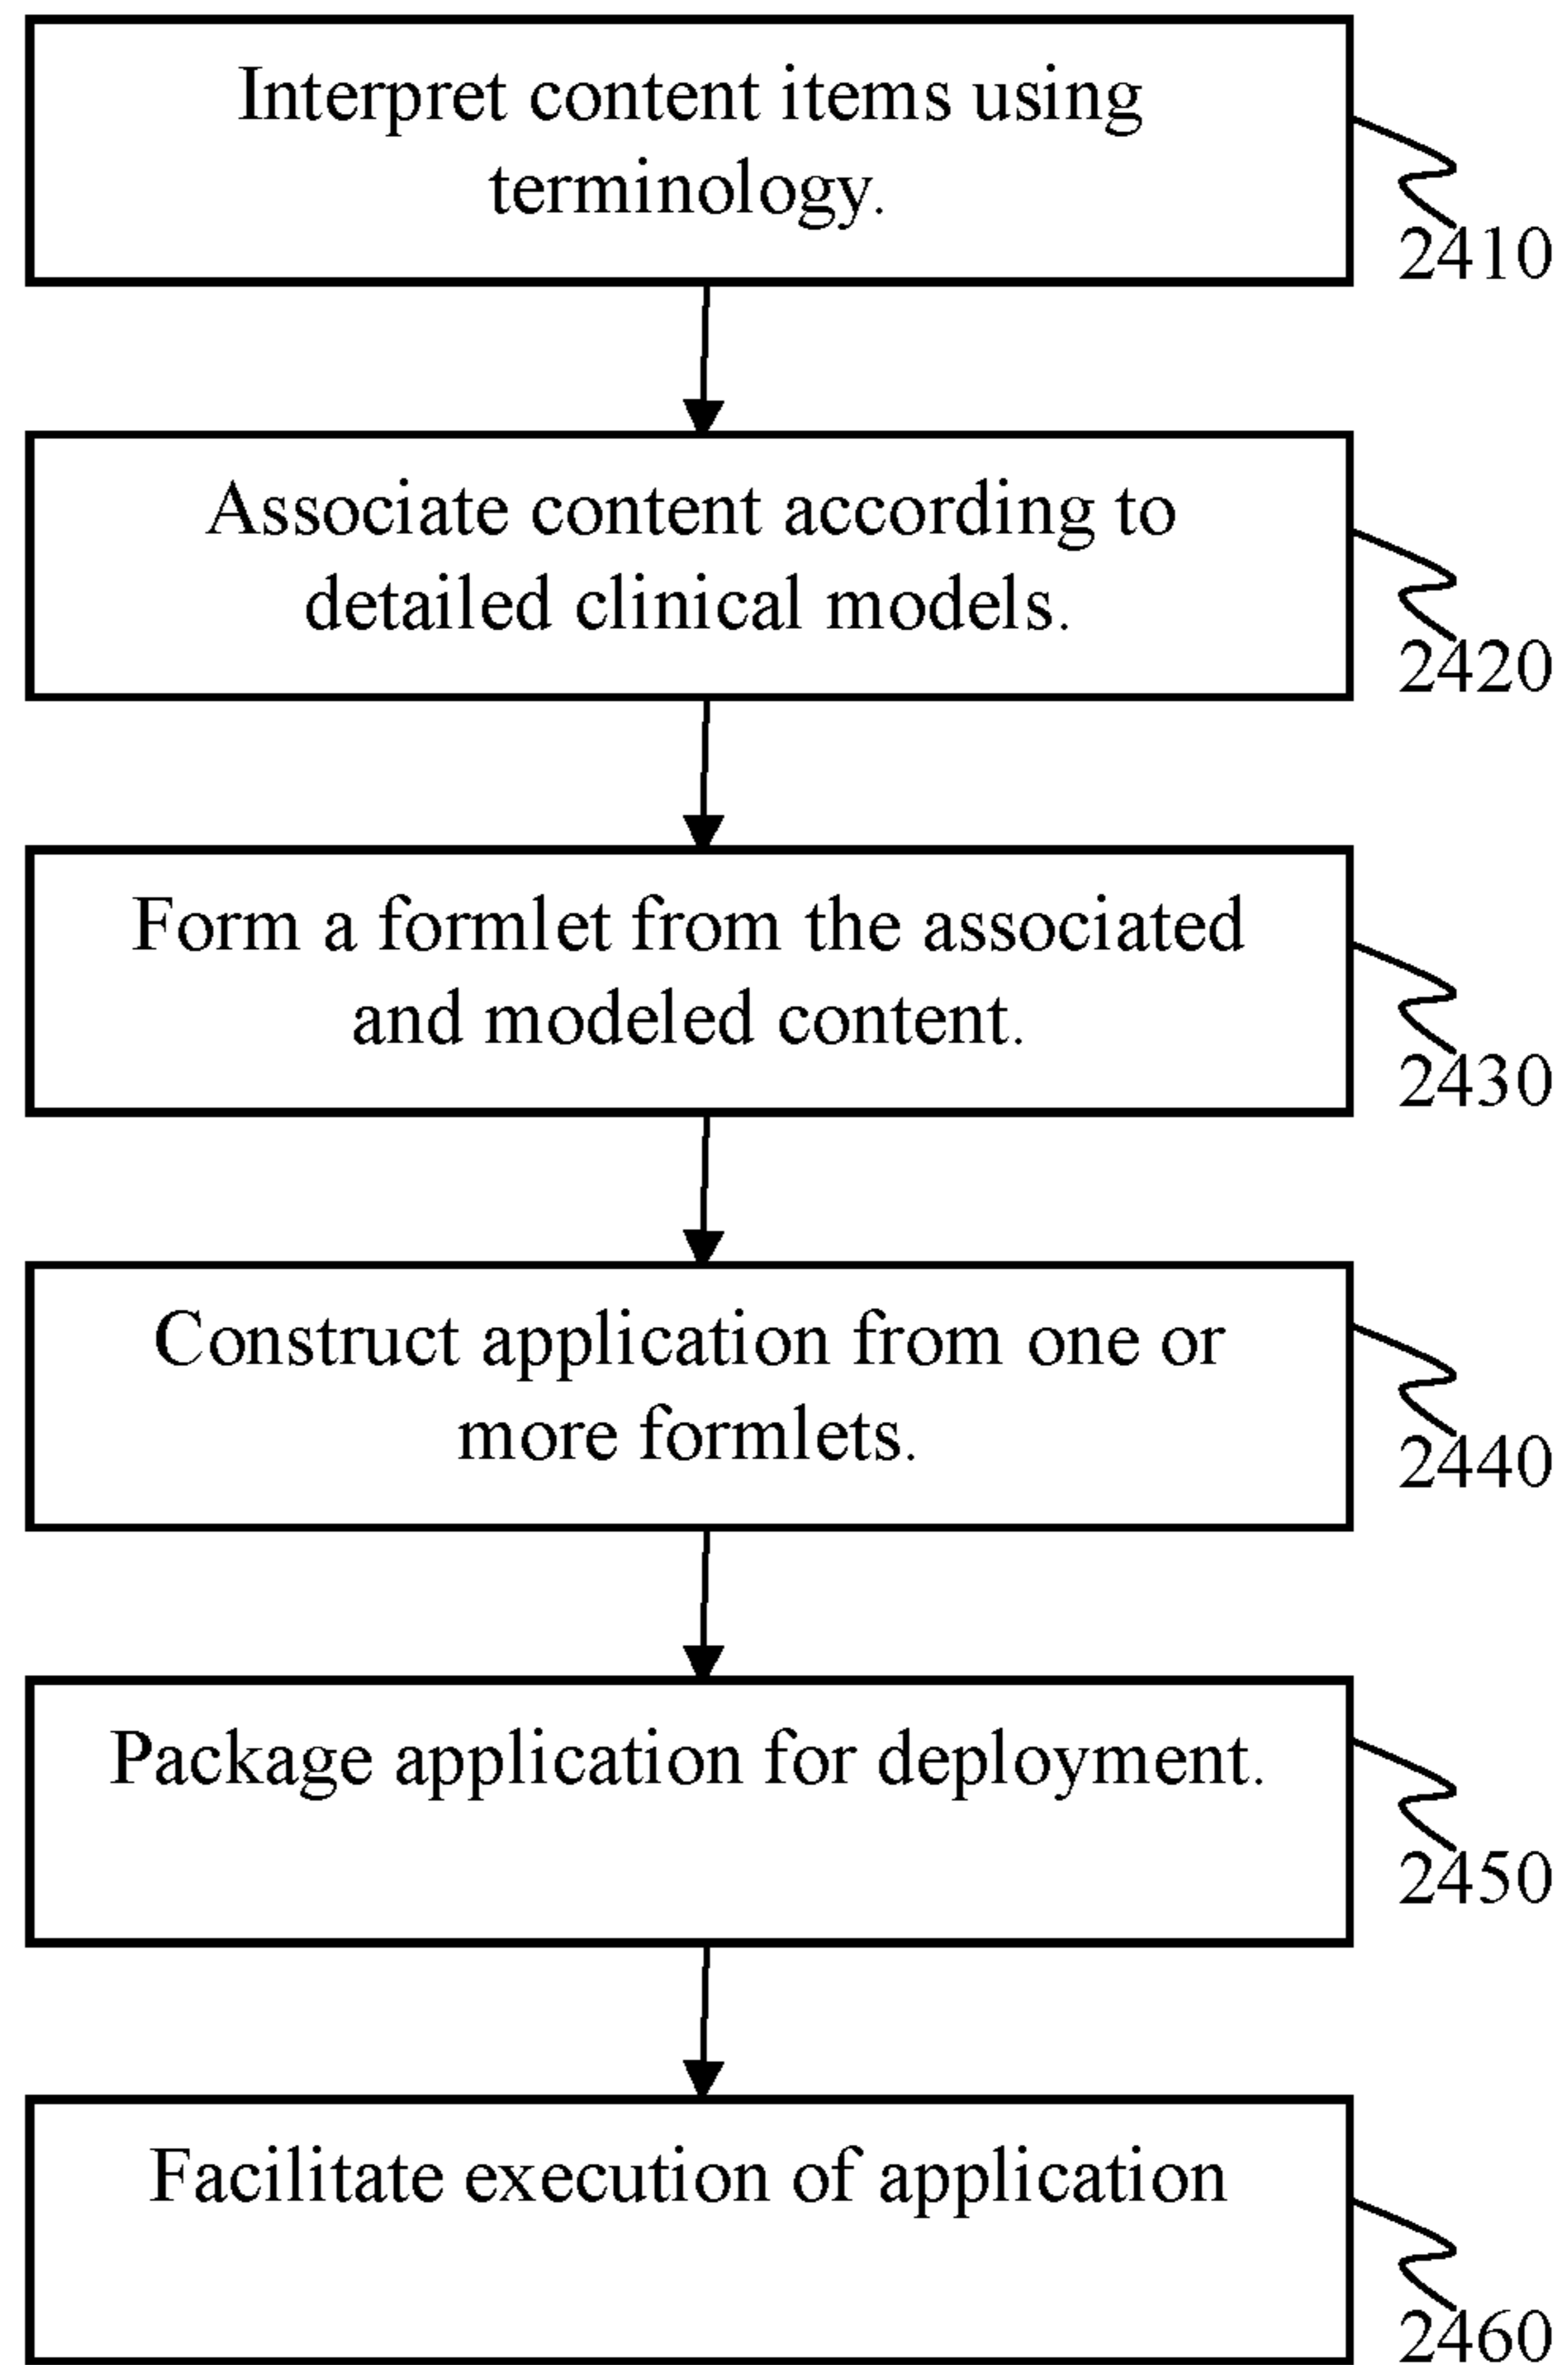 Interpret content items using
terminology.
2410
Associate content according to
detailed clinical models.
2420
Form a formlet from the associated
and modeled content.
2430
Construct application from one or
more formlets.
2440
Package application for deployment.
2450
Facilitate execution of application
2460